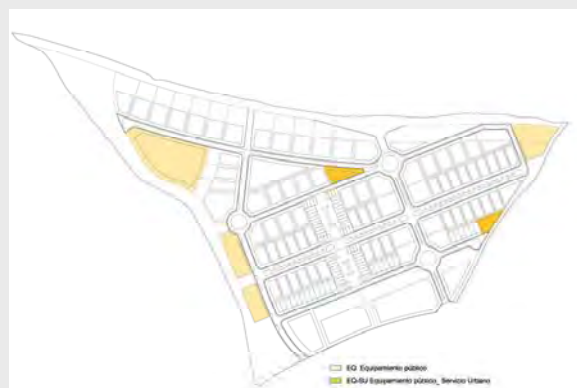 EQ Equipamiento público
EQ-SU Equipamiento público_ Servicio Urbano